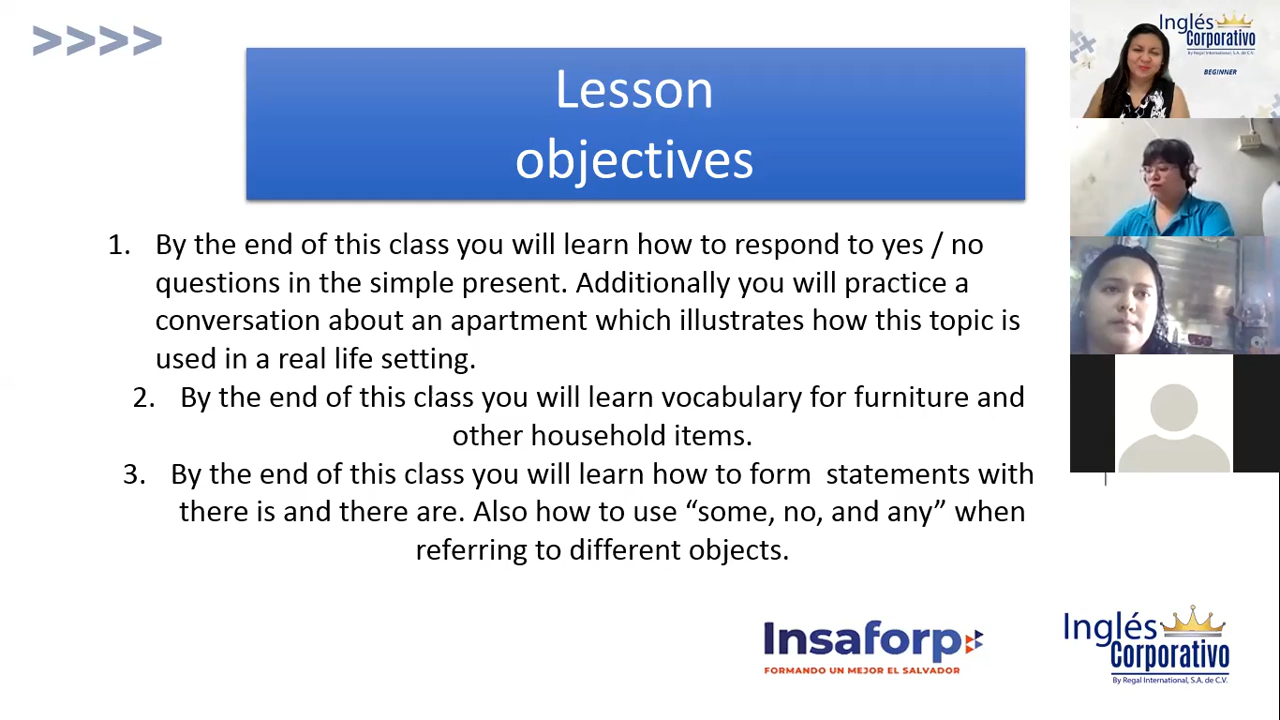 >>>>
Lesson
objectives
1. By the end of this class you will learn how to respond to yes / no
questions in the simple present. Additionally you will practice a
conversation about an apartment which illustrates how this topic is
used in a real life setting.
2. By the end of this class you will learn vocabulary for furniture and
other household items.
3. By the end of this class you will learn how to form  statements with
there is and there are. Also how to use “some, no, and any” when
referring to different objects.
Insaforp
FORMANDO UN MEJOR EL SALVADOR
Inglés
Corporativo
By Regal International, S.A. de C.V.
Inglés
Corporativo
By Regal International, S.A. de C.V.
BEGINNER